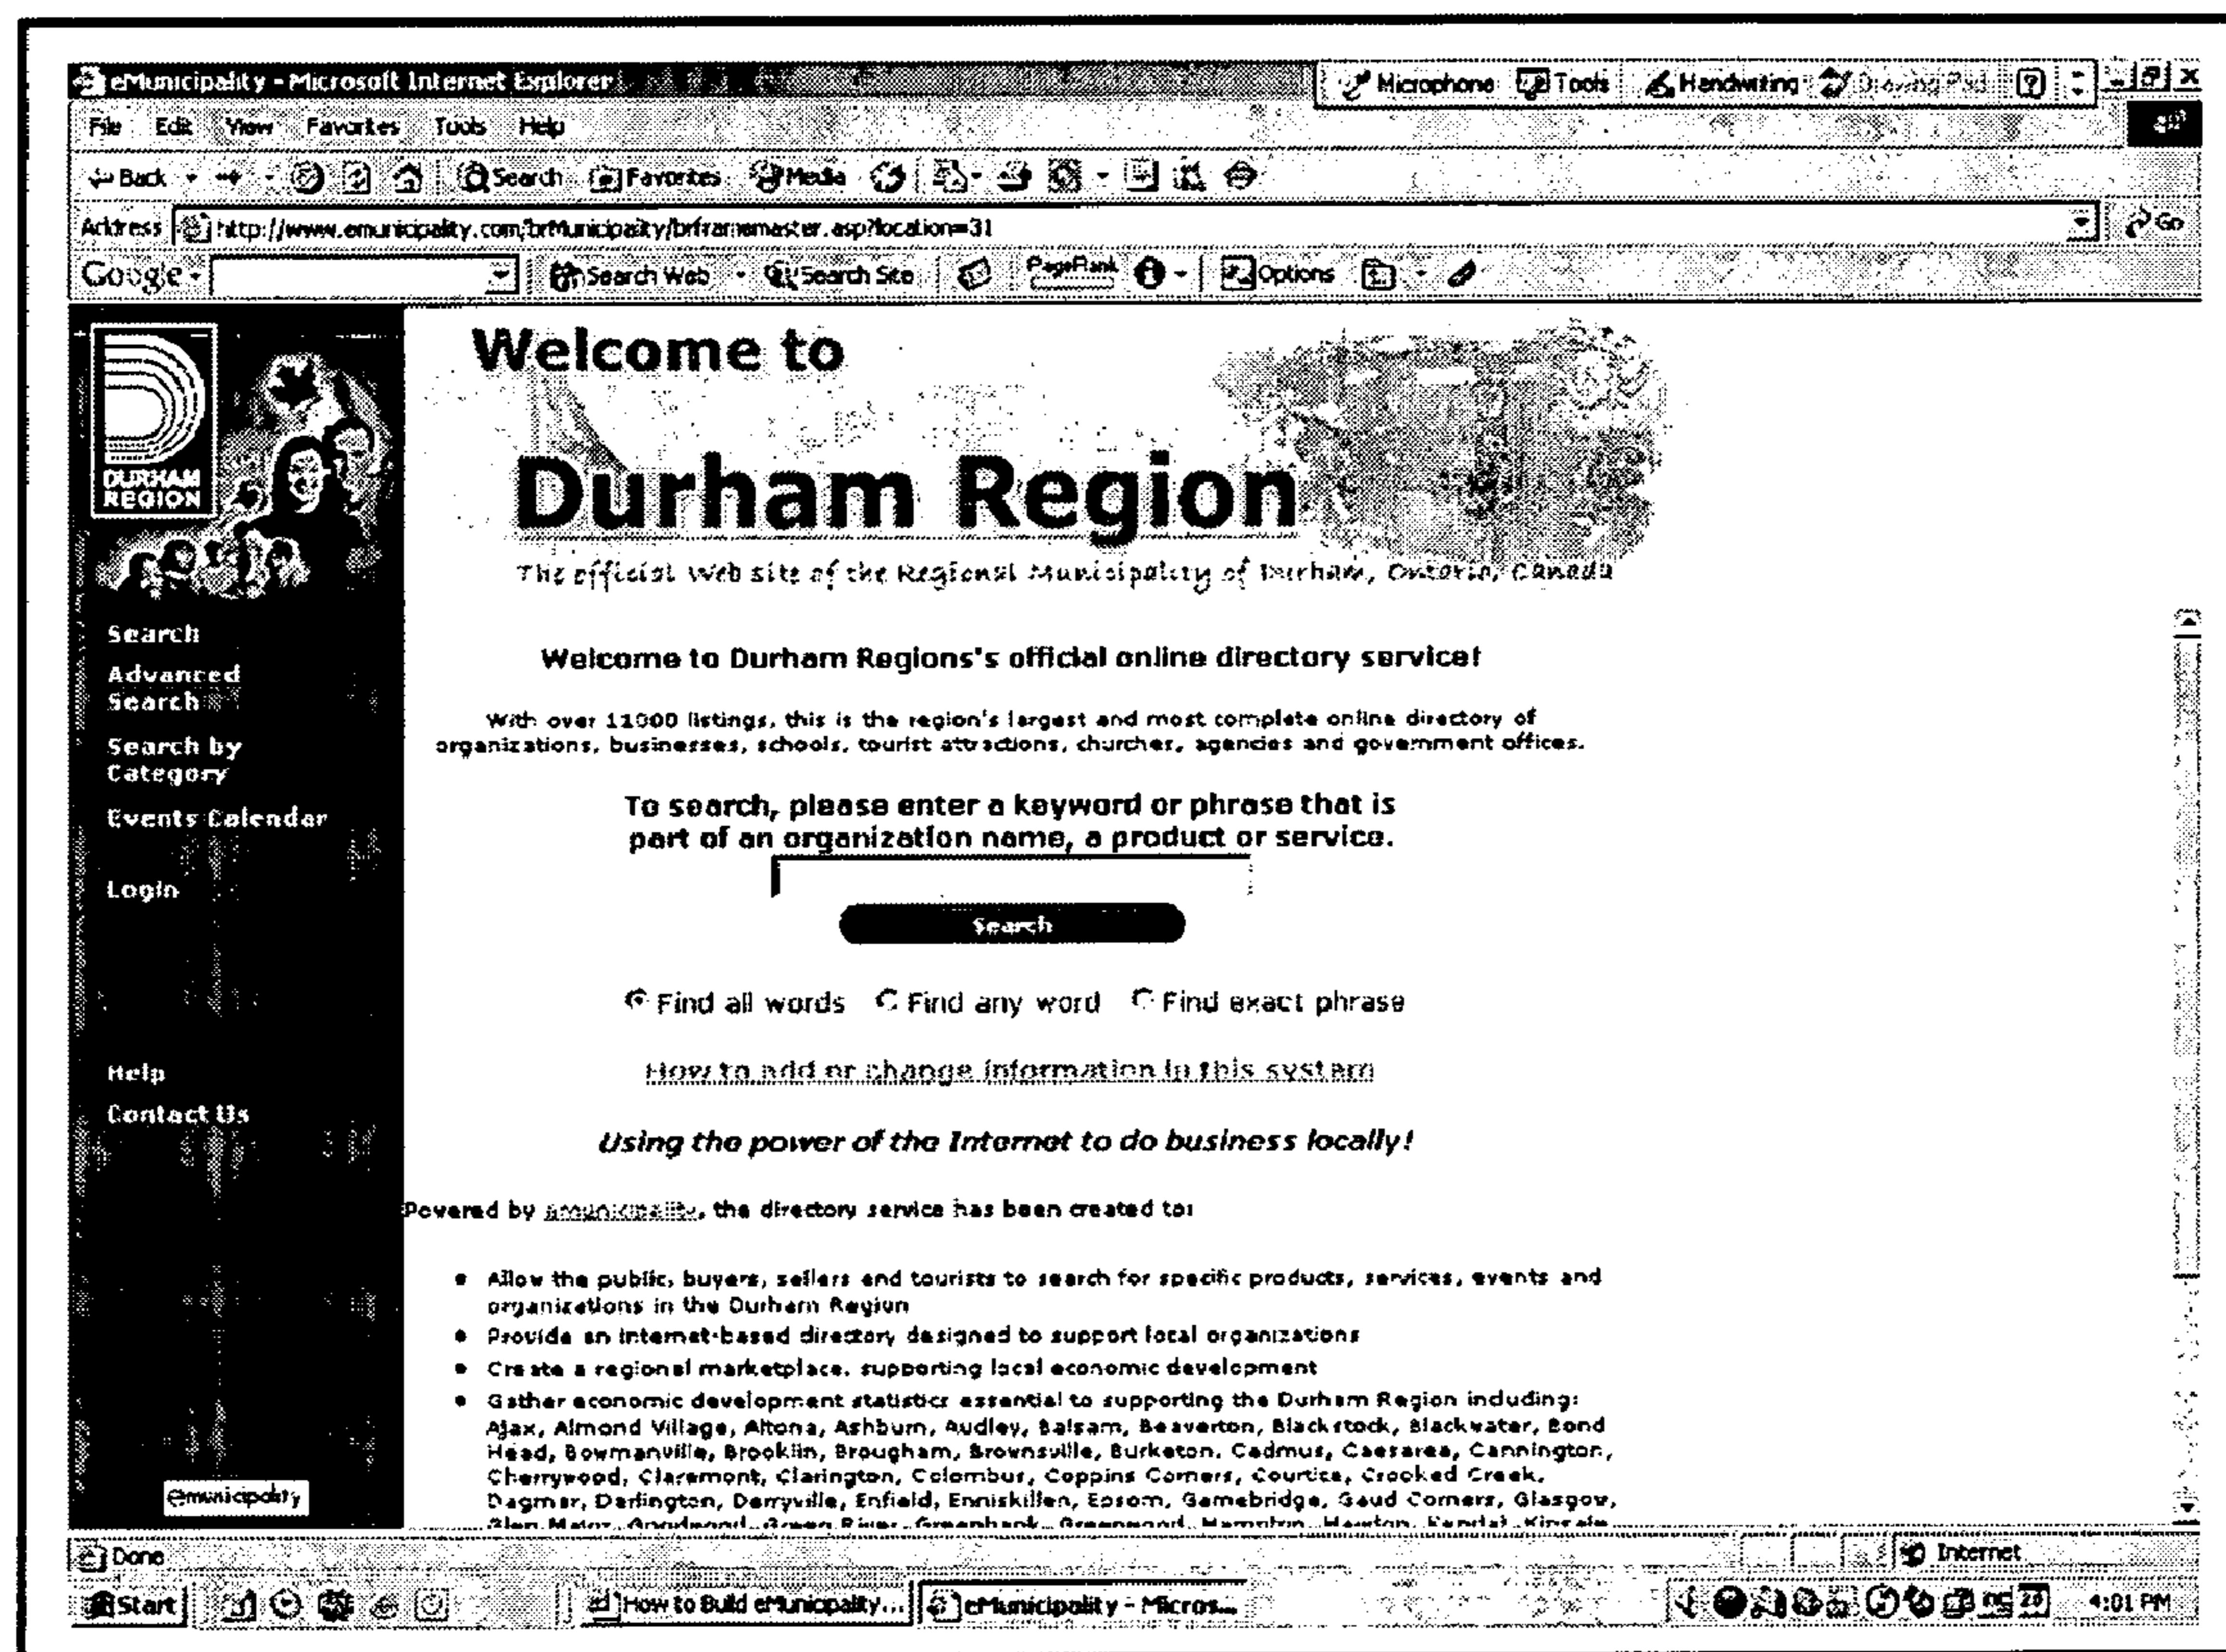 eMunicipality - Microsoft Internet Explorer
Microphone Tools Handwriting Drawing Pad
File Edit View Favorites Tools Help
Back Search Favorites Media
Address http://www.emunicipality.com/brMunicipality/brframemaster.asp?location=31 Go
Google Search Web Search Site PageRank Options
DURHAM
REGION
Welcome to
Durham Region
The official Web site of the Regional Municipality of Durham, Ontario, Canada
Search
Advanced
Search
Search by
Category
Events Calendar
Login
Help
Contact Us
emunicipality
Welcome to Durham Regions's official online directory service!
With over 11000 listings, this is the region's largest and most complete online directory of
organizations, businesses, schools, tourist attractions, churches, agencies and government offices.
To search, please enter a keyword or phrase that is
part of an organization name, a product or service.
Search
Find all words Find any word Find exact phrase
How to add or change information in this system
Using the power of the Internet to do business locally!
Powered by emunicipality, the directory service has been created to:
• Allow the public, buyers, sellers and tourists to search for specific products, services, events and
organizations in the Durham Region
• Provide an internet-based directory designed to support local organizations
• Create a regional marketplace, supporting local economic development
• Gather economic development statistics essential to supporting the Durham Region including:
Ajax, Almond Village, Altona, Ashburn, Audley, Balsam, Beaverton, Blackstock, Blackwater, Bond
Head, Bowmanville, Brooklin, Brougham, Brownsville, Burketon, Cadmus, Caesarea, Cannington,
Cherrywood, Claremont, Clarington, Colombus, Coppins Corners, Courtice, Crooked Creek,
Dagmar, Darlington, Derryville, Enfield, Enniskillen, Epsom, Gamebridge, Gaud Corners, Glasgow,
Glen Major, Goodwood, Green River, Greenbank, Greenwood, Hampton, Kendal, Kinsale
Done Internet
Start How to Build eMunicipality... eMunicipality - Micros... 4:01 PM